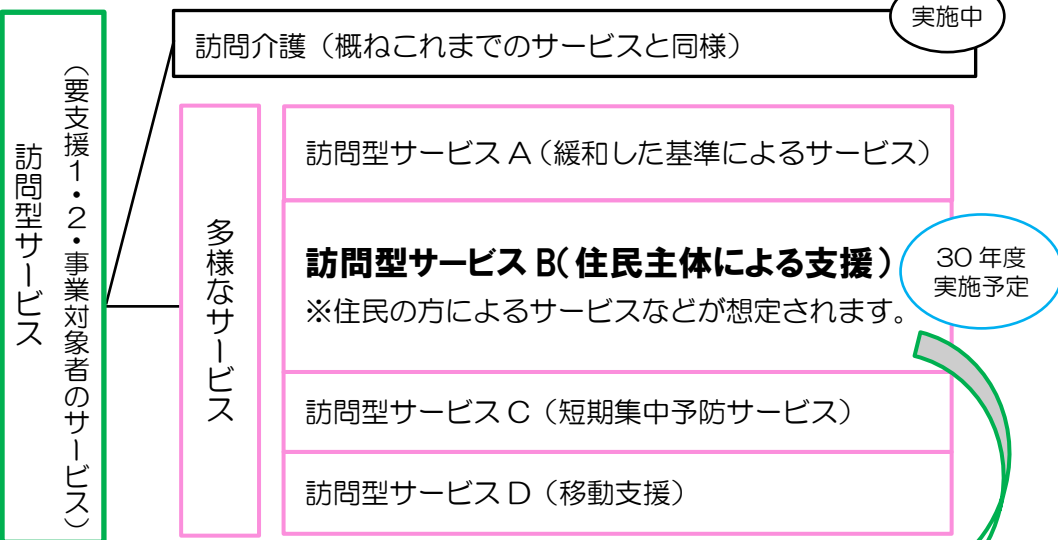 訪問型サービス
（要支援１・２・事業対象者のサービス）
実施中
訪問介護（概ねこれまでのサービスと同様）
多様なサービス
訪問型サービスA（緩和した基準によるサービス）
訪問型サービスB（住民主体による支援）
※住民の方によるサービスなどが想定されます。
30年度
実施予定
訪問型サービスC（短期集中予防サービス）
訪問型サービスD（移動支援）